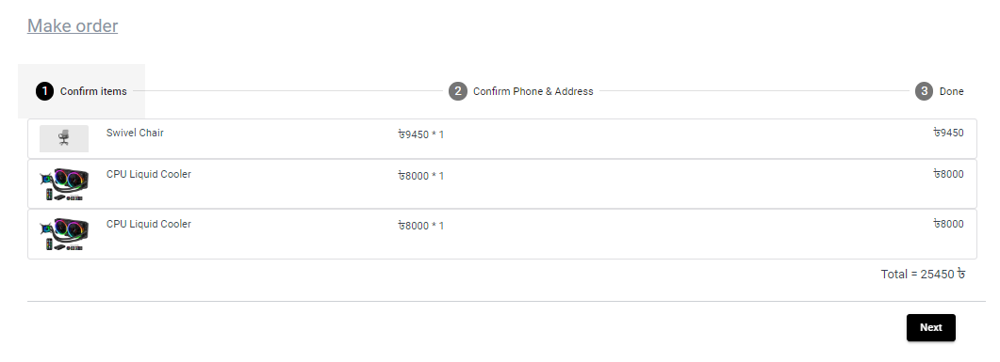 Make order
1 Confirm items 2 Confirm Phone & Address 3 Done
Swivel Chair ৳9450 * 1 ৳9450
CPU Liquid Cooler ৳8000 * 1 ৳8000
CPU Liquid Cooler ৳8000 * 1 ৳8000
Total = 25450 ৳
Next